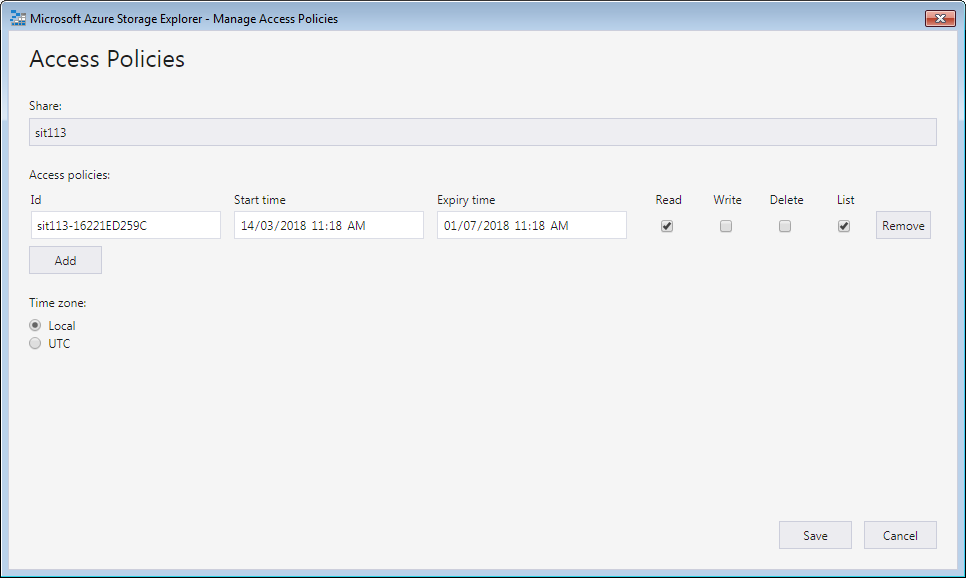 Microsoft Azure Storage Explorer - Manage Access Policies
Access Policies
Share:
sit113
Access policies:
Id Start time Expiry time Read Write Delete List
sit113-16221ED259C 14/03/2018 11:18 AM 01/07/2018 11:18 AM Remove
Add
Time zone:
Local
UTC
Save Cancel